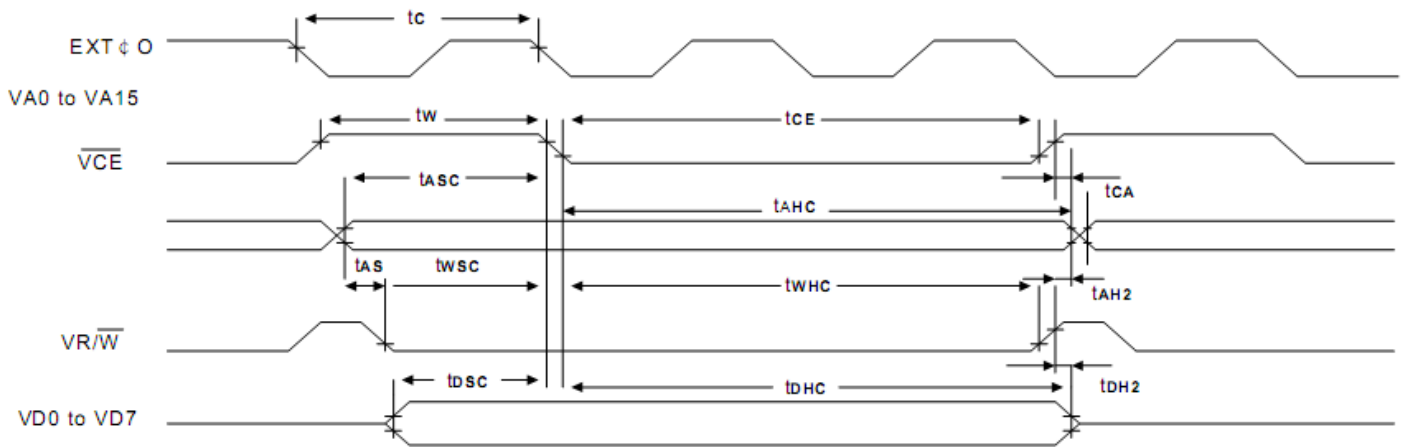 tC
EXT ¢ O
VA0 to VA15
tW
tCE
VCE
tASC
tCA
tAHC
tAS
tWSC
tWHC
tAH2
VR/W
tDSC
tDHC
tDH2
VD0 to VD7